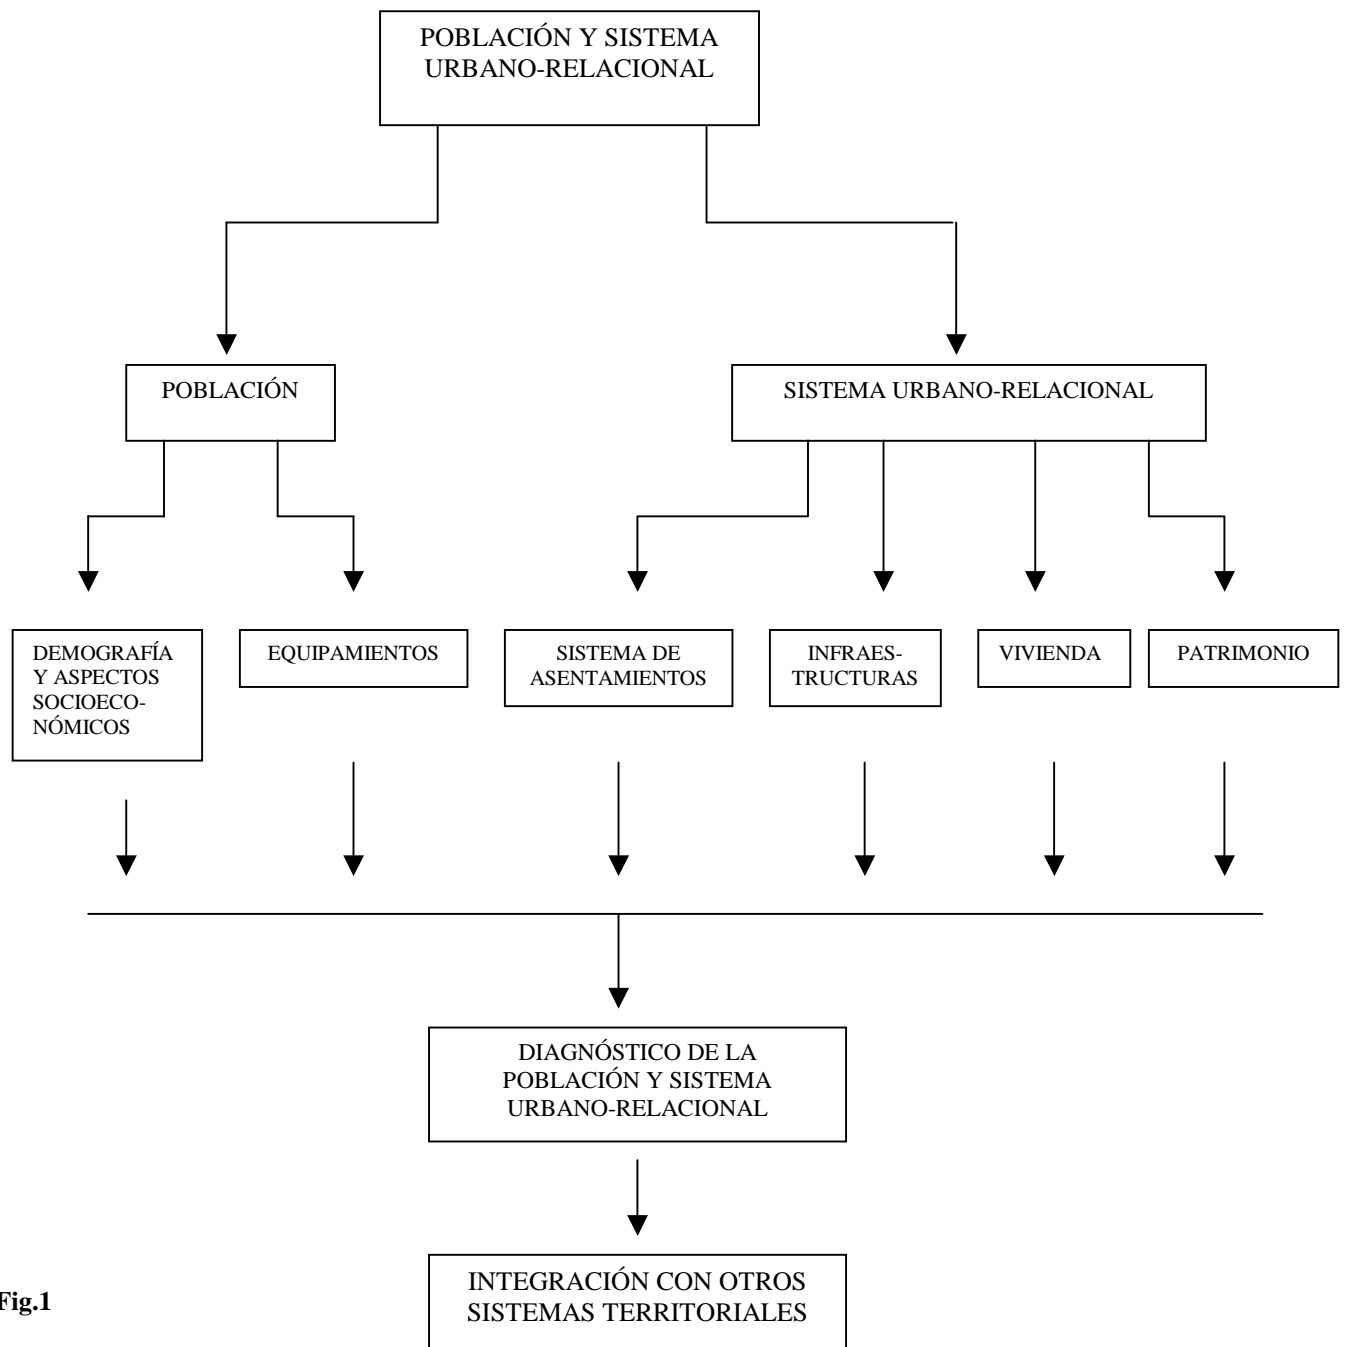 POBLACIÓN Y SISTEMA
URBANO-RELACIONAL
POBLACIÓN
SISTEMA URBANO-RELACIONAL
DEMOGRAFÍA
Y ASPECTOS
SOCIOECO-
NÓMICOS
EQUIPAMIENTOS
SISTEMA DE
ASENTAMIENTOS
INFRAES-
TRUCTURAS
VIVIENDA
PATRIMONIO
DIAGNÓSTICO DE LA
POBLACIÓN Y SISTEMA
URBANO-RELACIONAL
INTEGRACIÓN CON OTROS
SISTEMAS TERRITORIALES
Fig.1